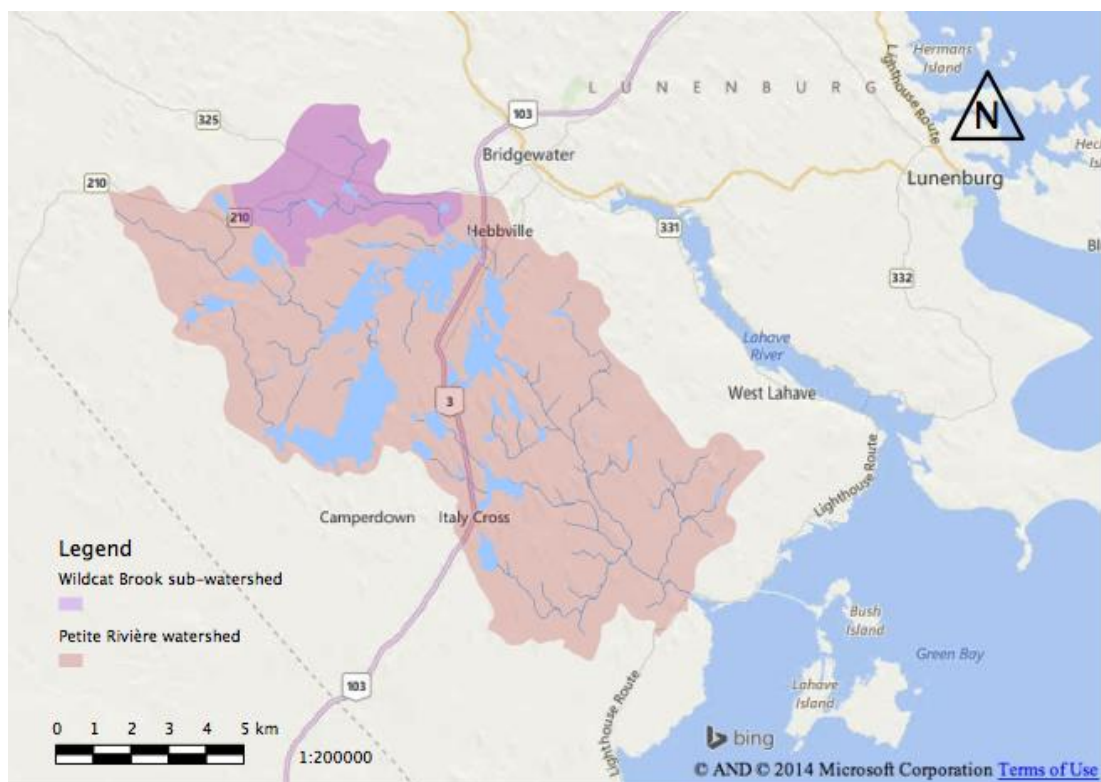 Hermans
Island
Lighthouse Route
N
LUNENBURG
103
325
Bridgewater
210
Lunenburg
210
Hebbville
331
332
Lahave
River
3
West Lahave
Lighthouse Route
Camperdown
Italy Cross
Legend
Wildcat Brook sub-watershed
Petite Rivière watershed
Bush
Island
Green Bay
Lahave
Island
103
Lighthouse Route
0 1 2 3 4 5 km
1:200000
bing
© AND © 2014 Microsoft Corporation Terms of Use